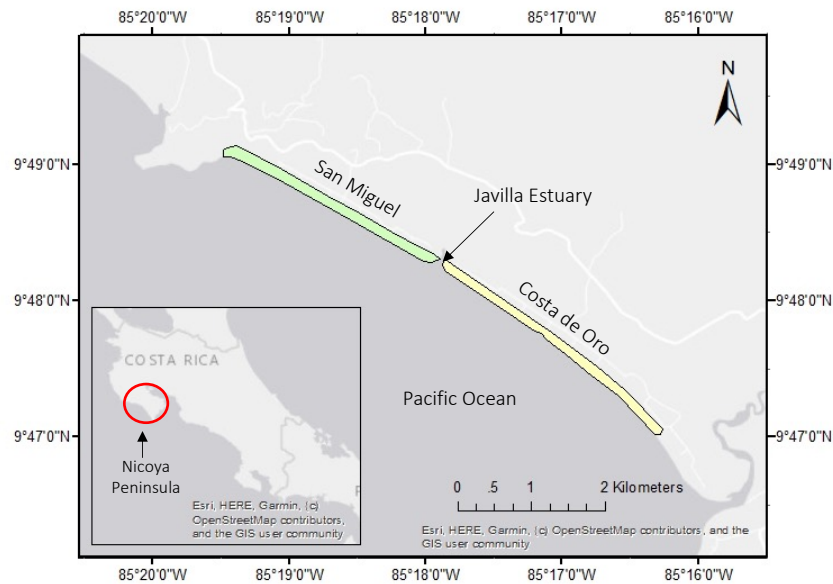 85°20'0"W 85°19'0"W 85°18'0"W 85°17'0"W 85°16'0"W
N
9°49'0"N 9°49'0"N
San Miguel
Javilla Estuary
9°48'0"N 9°48'0"N
Costa de Oro
COSTA RICA
Pacific Ocean
9°47'0"N 9°47'0"N
Nicoya
Peninsula
0 .5 1 2 Kilometers
Esri, HERE, Garmin, (c)
OpenStreetMap contributors,
and the GIS user community
Esri, HERE, Garmin, (c) OpenStreetMap contributors, and the
GIS user community
85°20'0"W 85°19'0"W 85°18'0"W 85°17'0"W 85°16'0"W